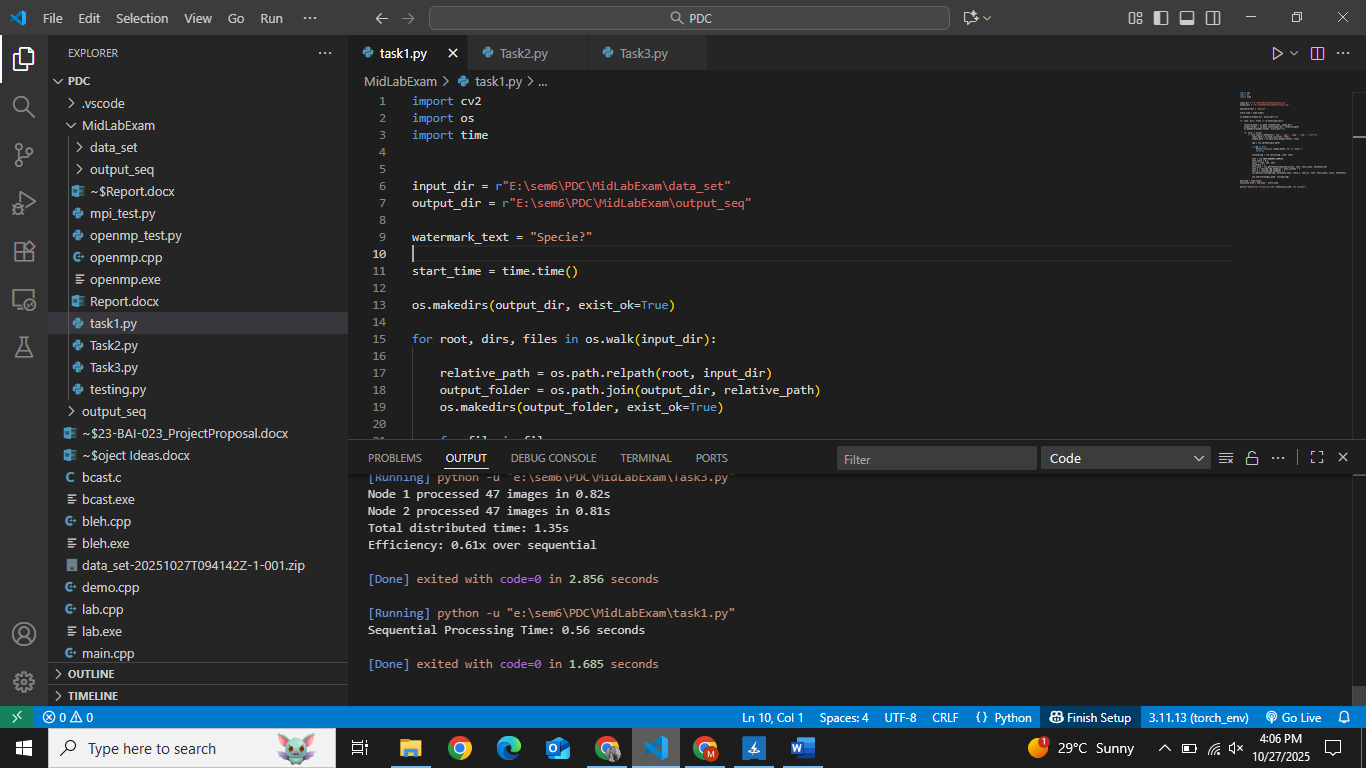 File Edit Selection View Go Run ···
PDC
EXPLORER ···
PDC
.vscode
MidLabExam
data_set
output_seq
~$Report.docx
mpi_test.py
openmp_test.py
openmp.cpp
openmp.exe
Report.docx
task1.py
Task2.py
Task3.py
testing.py
output_seq
~$23-BAI-023_ProjectProposal.docx
~$oject Ideas.docx
bcast.c
bcast.exe
bleh.cpp
bleh.exe
data_set-20251027T094142Z-1-001.zip
demo.cpp
lab.cpp
lab.exe
main.cpp
OUTLINE
TIMELINE
task1.py Task2.py Task3.py
MidLabExam > task1.py > ...
1 import cv2
2 import os
3 import time
4
5
6 input_dir = r"E:\sem6\PDC\MidLabExam\data_set"
7 output_dir = r"E:\sem6\PDC\MidLabExam\output_seq"
8
9 watermark_text = "Specie?"
10
11 start_time = time.time()
12
13 os.makedirs(output_dir, exist_ok=True)
14
15 for root, dirs, files in os.walk(input_dir):
16
17 relative_path = os.path.relpath(root, input_dir)
18 output_folder = os.path.join(output_dir, relative_path)
19 os.makedirs(output_folder, exist_ok=True)
20
PROBLEMS OUTPUT DEBUG CONSOLE TERMINAL PORTS Filter Code
[Running] python -u "e:\sem6\PDC\MidLabExam\Task3.py"
Node 1 processed 47 images in 0.82s
Node 2 processed 47 images in 0.81s
Total distributed time: 1.35s
Efficiency: 0.61x over sequential
[Done] exited with code=0 in 2.856 seconds
[Running] python -u "e:\sem6\PDC\MidLabExam\task1.py"
Sequential Processing Time: 0.56 seconds
[Done] exited with code=0 in 1.685 seconds
0 0 Ln 10, Col 1 Spaces: 4 UTF-8 CRLF {} Python Finish Setup 3.11.13 (torch_env) Go Live
Type here to search
29°C Sunny
4:06 PM
10/27/2025